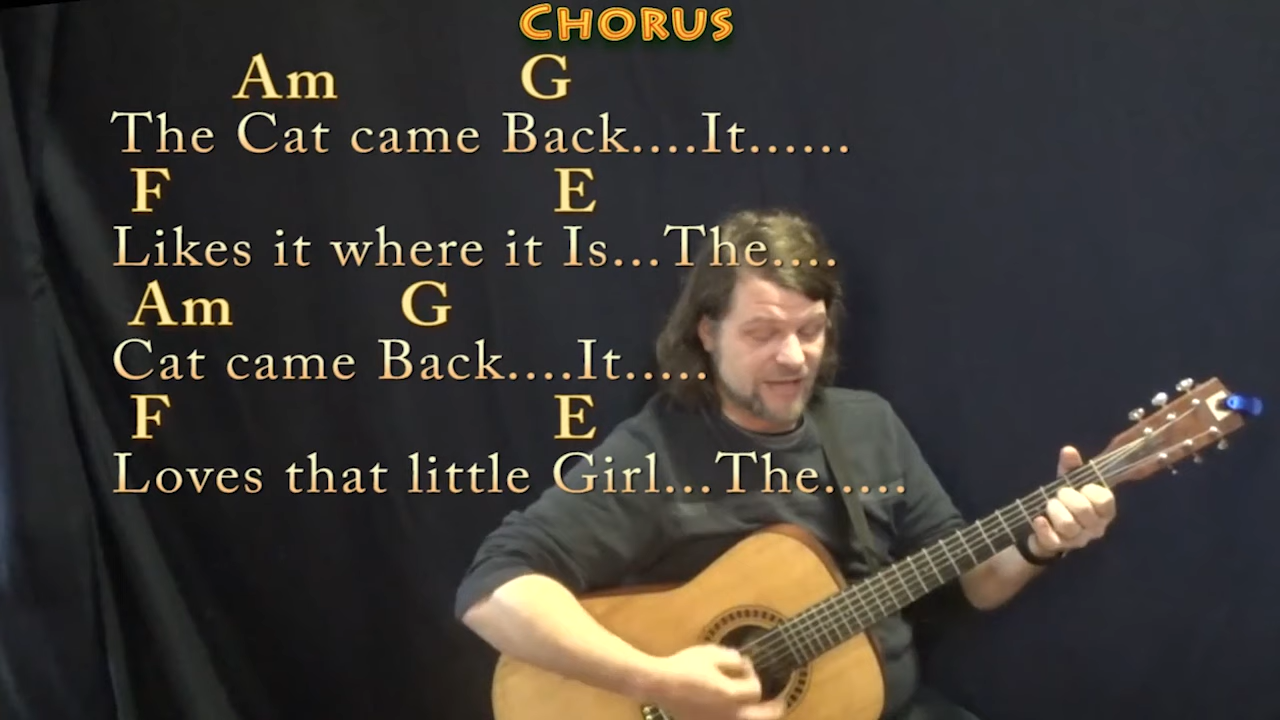 CHORUS
Am G
The Cat came Back....It......
F E
Likes it where it Is...The....
Am G
Cat came Back....It.....
F E
Loves that little Girl...The.....